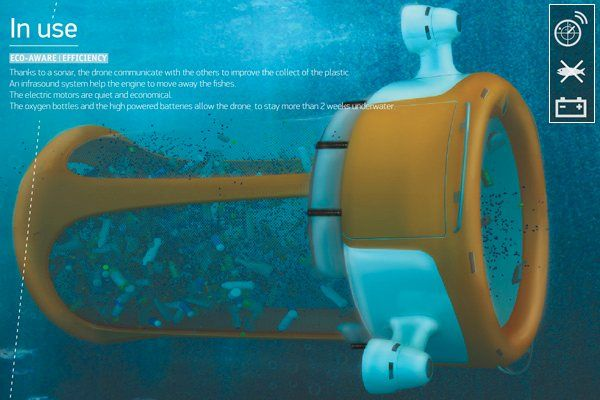 In use
ECO-AWARE | EFFICIENCY
Thanks to a sonar, the drone communicate with the others to improve the collect of the plastic
An infrasound system help the engine to move away the fishes.
The electric motors are quiet and economical.
The oxygen bottles and the high powered batteries allow the drone to stay more than 2 weeks underwater.